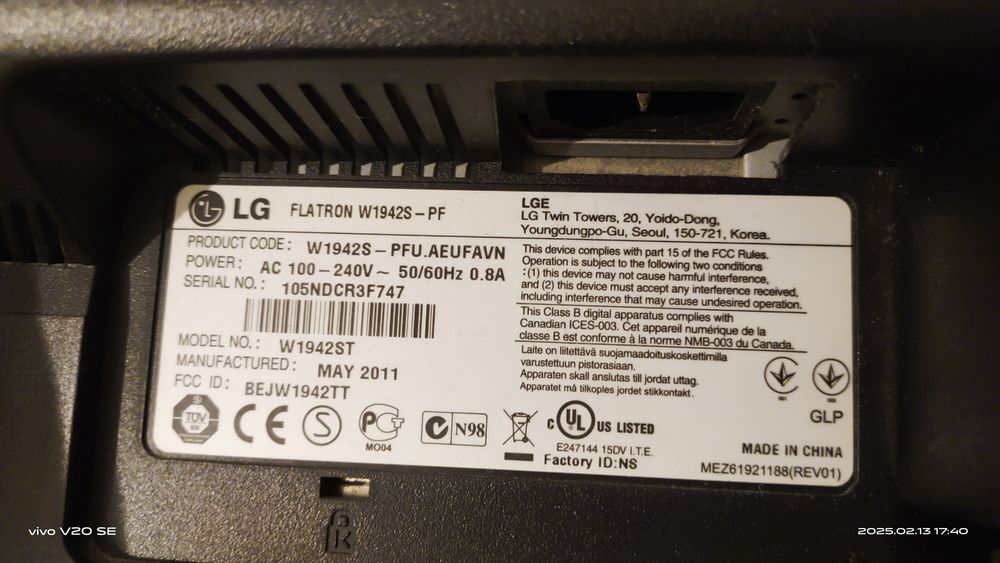 LG FLATRON W1942S-PF
PRODUCT CODE: W1942S-PFU.AEUFAVN
POWER: AC 100-240V~ 50/60Hz 0.8A
SERIAL NO.: 105NDCR3F747
MODEL NO.: W1942ST
MANUFACTURED: MAY 2011
FCC ID: BEJW1942TT
LGE
LG Twin Towers, 20, Yoido-Dong,
Youngdungpo-Gu, Seoul, 150-721, Korea.
This device complies with part 15 of the FCC Rules.
Operation is subject to the following two conditions
:(1) this device may not cause harmful interference,
and (2) this device must accept any interference received,
including interference that may cause undesired operation.
This Class B digital apparatus complies with
Canadian ICES-003. Cet appareil numérique de la
classe B est conforme à la norme NMB-003 du Canada.
Laite on liitettävä suojamaadoituskoskettimilla
varustettuun pistorasiaan.
Apparaten skall anslutas till jordat uttag.
Apparatet må tilkoples jordet stikkontakt.
TÜV
CE
S
MO04
N98
c UL US LISTED
E247144 15DV I.T.E.
Factory ID:NS
GLP
MADE IN CHINA
MEZ61921188(REV01)
K
vivo V20 SE
2025.02.13 17:40